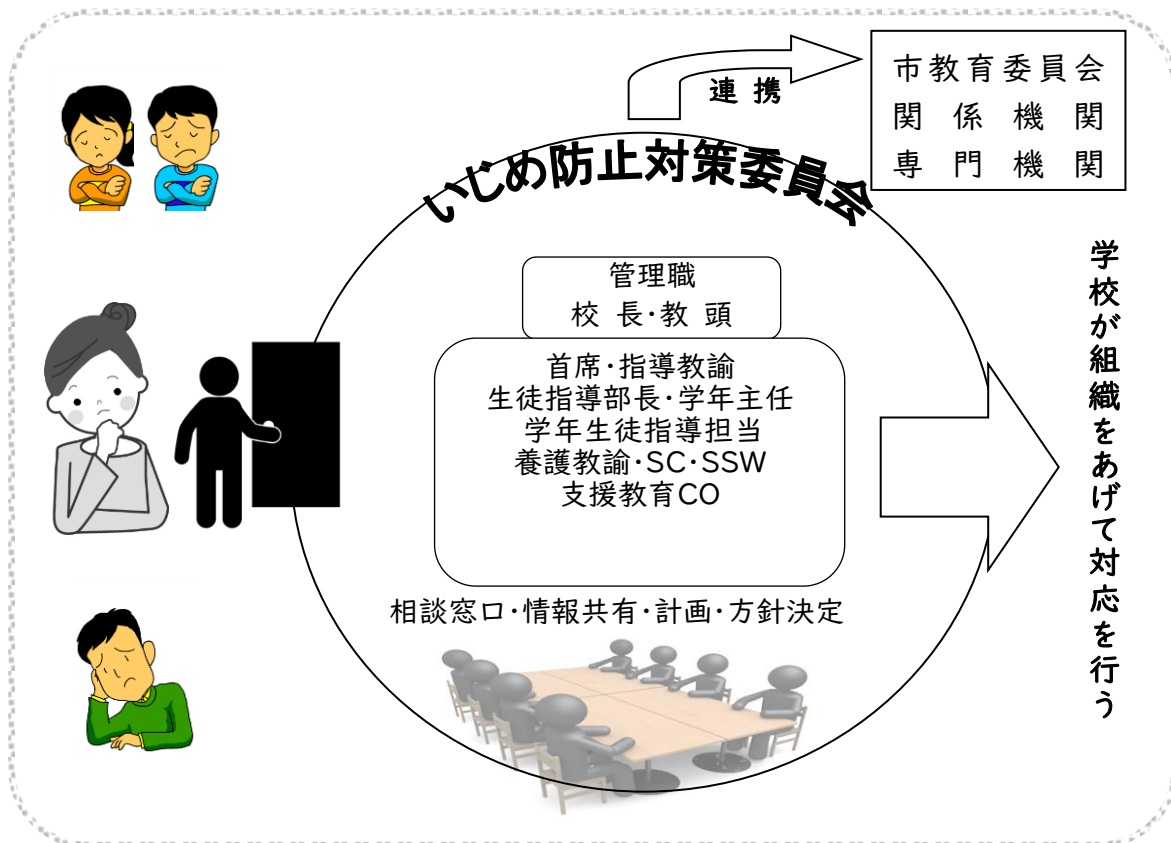 市教育委員会
関係機関
専門機関
連携
いじめ防止対策委員会
管理職
校長・教頭
首席・指導教諭
生徒指導部長・学年主任
学年生徒指導担当
養護教諭・SC・SSW
支援教育CO
相談窓口・情報共有・計画・方針決定
学校が組織をあげて対応を行う